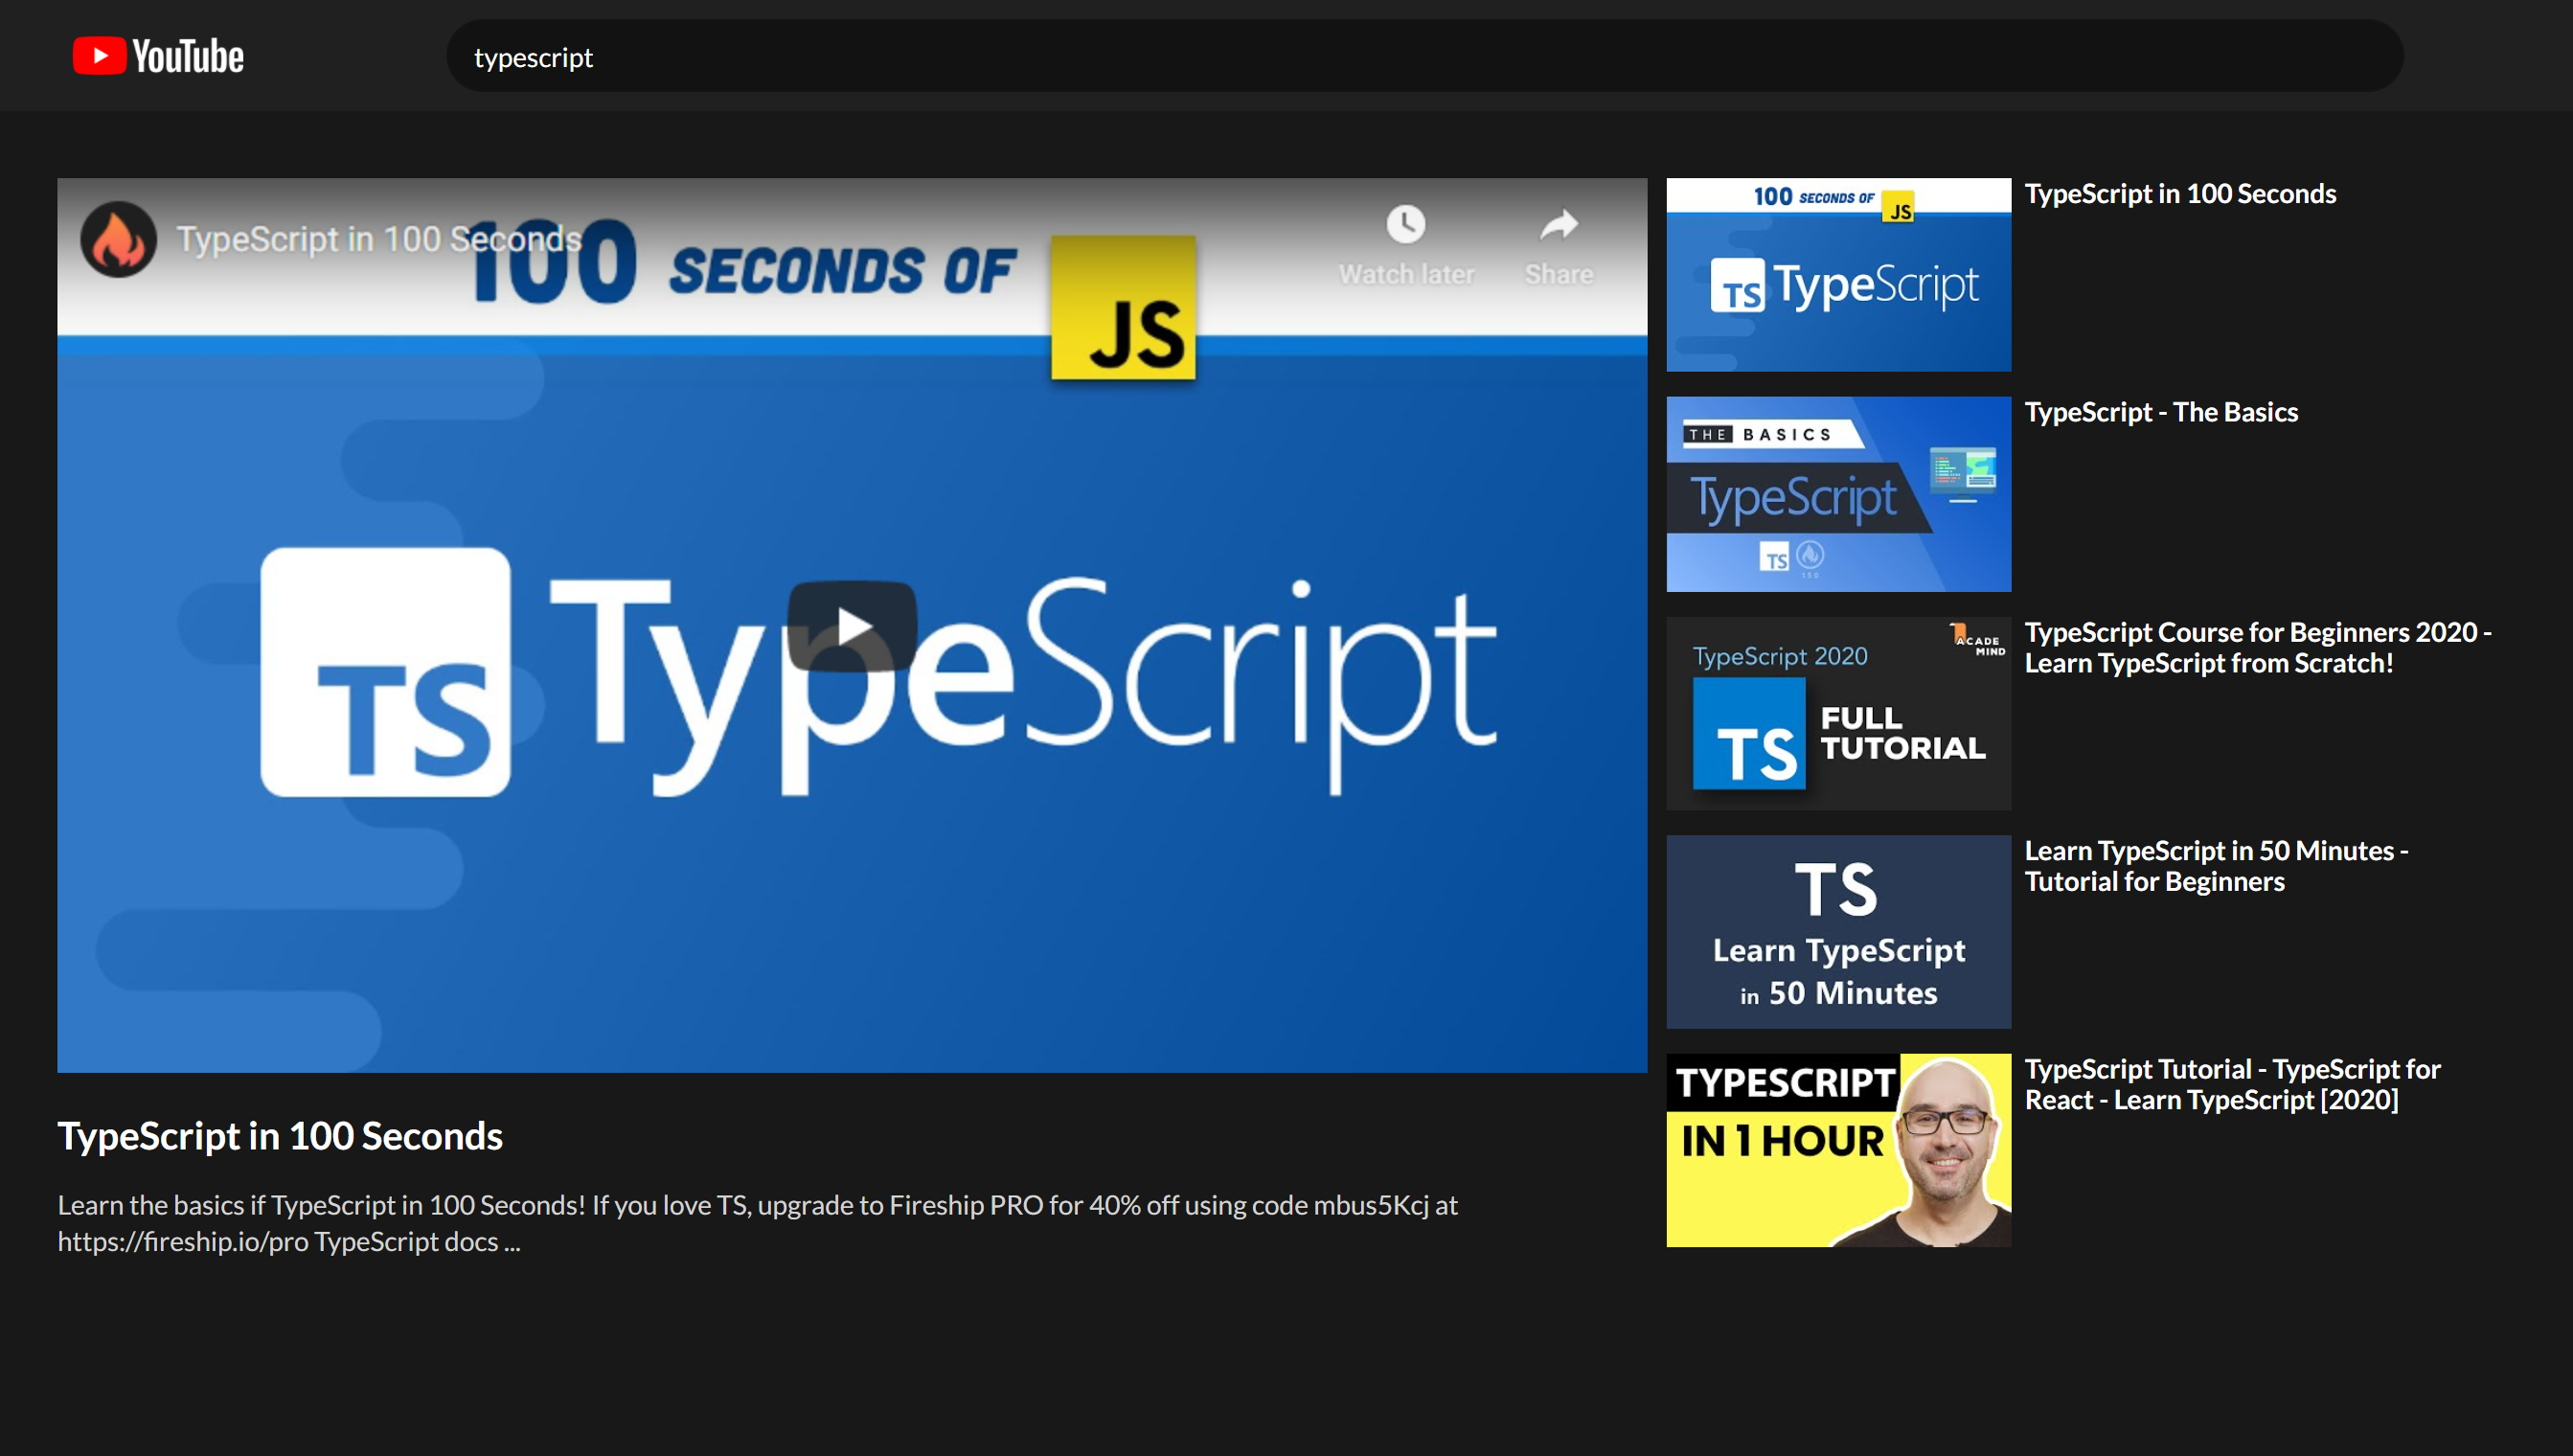 YouTube
typescript
TypeScript in 100 Seconds
100 SECONDS OF
JS
Watch later
Share
TS TypeScript
TypeScript in 100 Seconds
Learn the basics if TypeScript in 100 Seconds! If you love TS, upgrade to Fireship PRO for 40% off using code mbus5Kcj at
https://fireship.io/pro TypeScript docs ...
100 SECONDS OF JS
TS TypeScript
TypeScript in 100 Seconds
THE BASICS
TypeScript
TS
150
TypeScript - The Basics
ACADE
MIND
TypeScript 2020
TS
FULL
TUTORIAL
TypeScript Course for Beginners 2020 -
Learn TypeScript from Scratch!
TS
Learn TypeScript
in 50 Minutes
Learn TypeScript in 50 Minutes -
Tutorial for Beginners
TYPESCRIPT
IN 1 HOUR
TypeScript Tutorial - TypeScript for
React - Learn TypeScript [2020]